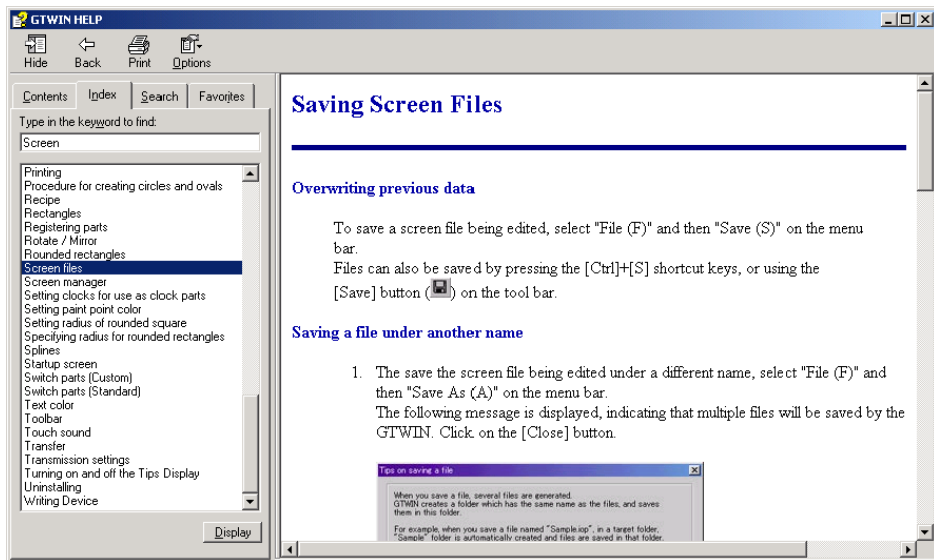 GTWIN HELP
Hide Back Print Options
Contents Index Search Favorites
Type in the keyword to find:
Screen
Printing
Procedure for creating circles and ovals
Recipe
Rectangles
Registering parts
Rotate / Mirror
Rounded rectangles
Screen files
Screen manager
Setting clocks for use as clock parts
Setting paint point color
Setting radius of rounded square
Specifying radius for rounded rectangles
Splines
Startup screen
Switch parts (Custom)
Switch parts (Standard)
Text color
Toolbar
Touch sound
Transfer
Transmission settings
Turning on and off the Tips Display
Uninstalling
Writing Device
Display
Saving Screen Files
Overwriting previous data
To save a screen file being edited, select "File (F)" and then "Save (S)" on the menu
bar.
Files can also be saved by pressing the [Ctrl]+[S] shortcut keys, or using the
[Save] button ( ) on the tool bar.
Saving a file under another name
1. The save the screen file being edited under a different name, select "File (F)" and
then "Save As (A)" on the menu bar.
The following message is displayed, indicating that multiple files will be saved by the
GTWIN. Click on the [Close] button.
Tips on saving a file
When you save a file, several files are generated.
GTWIN creates a folder which has the same name as the files, and saves
them in this folder.
For example, when you save a file named "Sample.iop", in a target folder,
"Sample" folder is automatically created and files are saved in that folder.